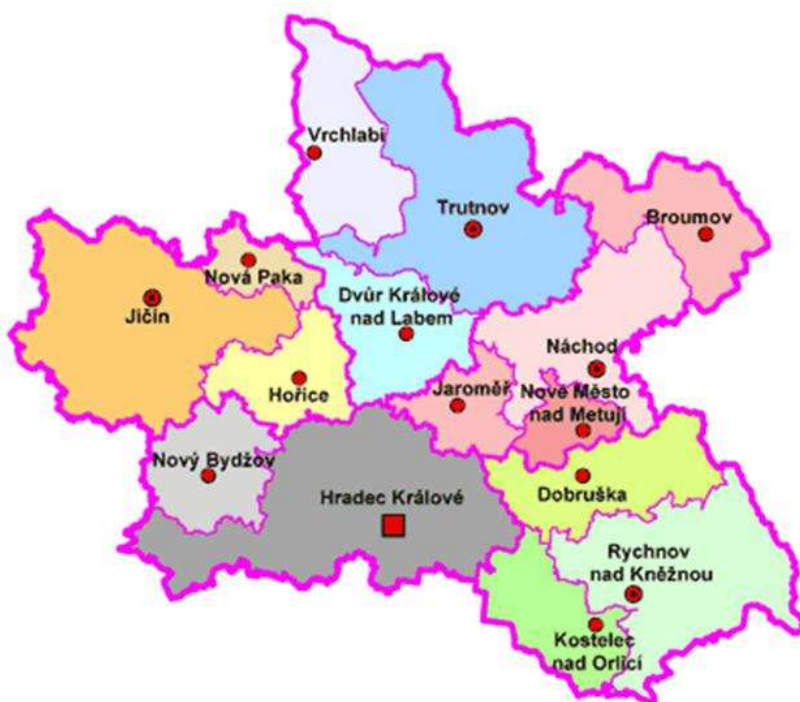 Vrchlabí
Trutnov
Broumov
Nová Paka
Jičín
Dvůr Králové
nad Labem
Náchod
Hořice
Jaroměř
Nové Město
nad Metují
Nový Bydžov
Hradec Králové
Dobruška
Rychnov
nad Kněžnou
Kostelec
nad Orlicí